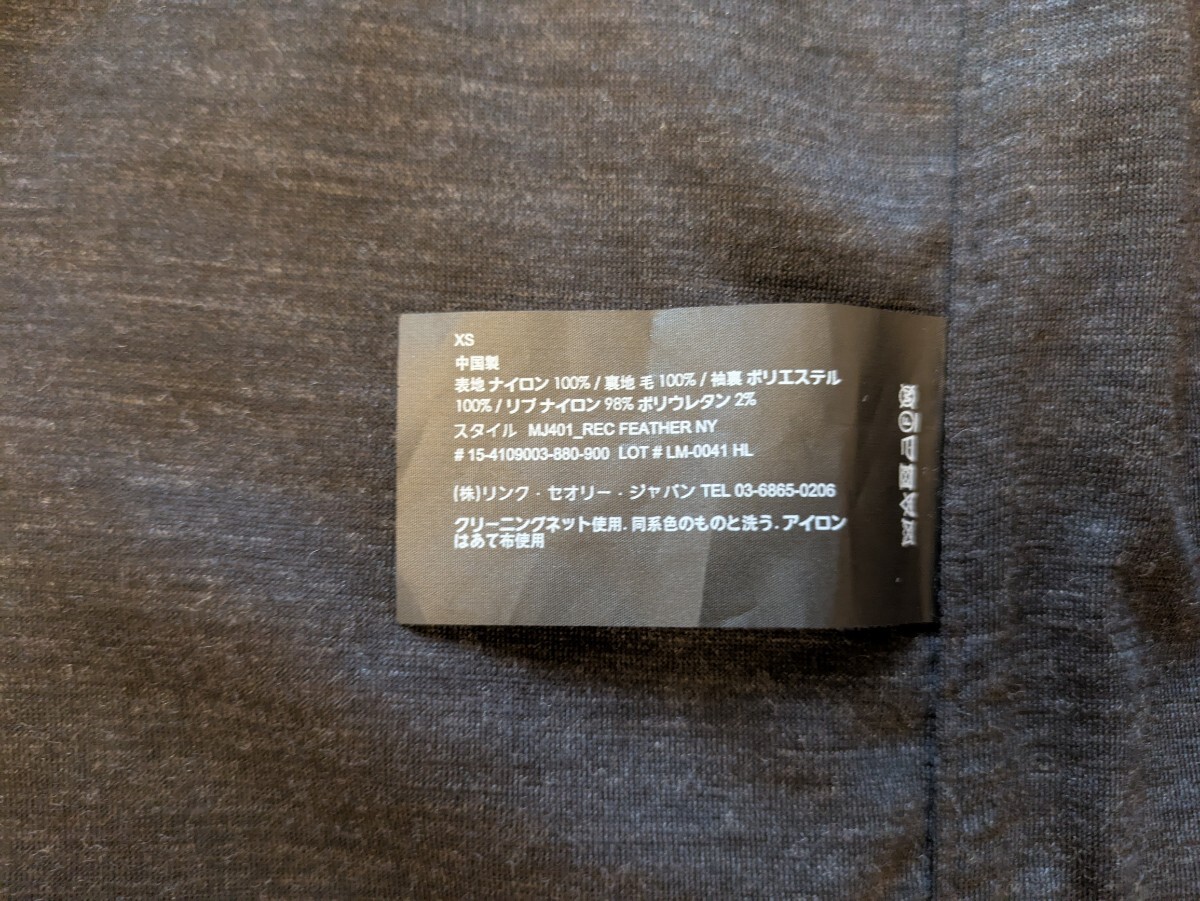 XS
中国製
表地 ナイロン 100% / 裏地 毛 100% / 袖裏 ポリエステル
100% / リブ ナイロン 98% ポリウレタン 2%
スタイル MJ401_REC FEATHER NY
# 15-4109003-880-900 LOT # LM-0041 HL
(株)リンク・セオリー・ジャパン TEL 03-6865-0206
クリーニングネット使用. 同系色のものと洗う. アイロン
はあて布使用